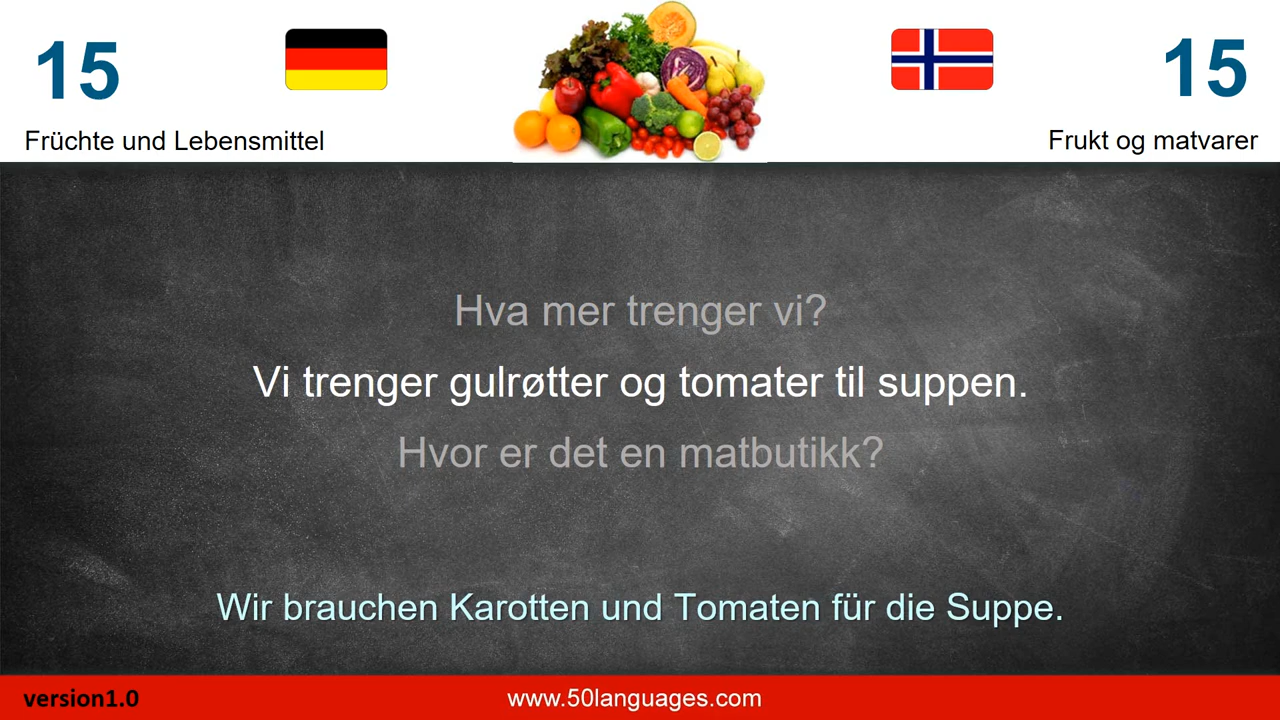 15
15
Früchte und Lebensmittel
Frukt og matvarer
Hva mer trenger vi?
Vi trenger gulrøtter og tomater til suppen.
Hvor er det en matbutikk?
Wir brauchen Karotten und Tomaten für die Suppe.
version1.0
www.50languages.com